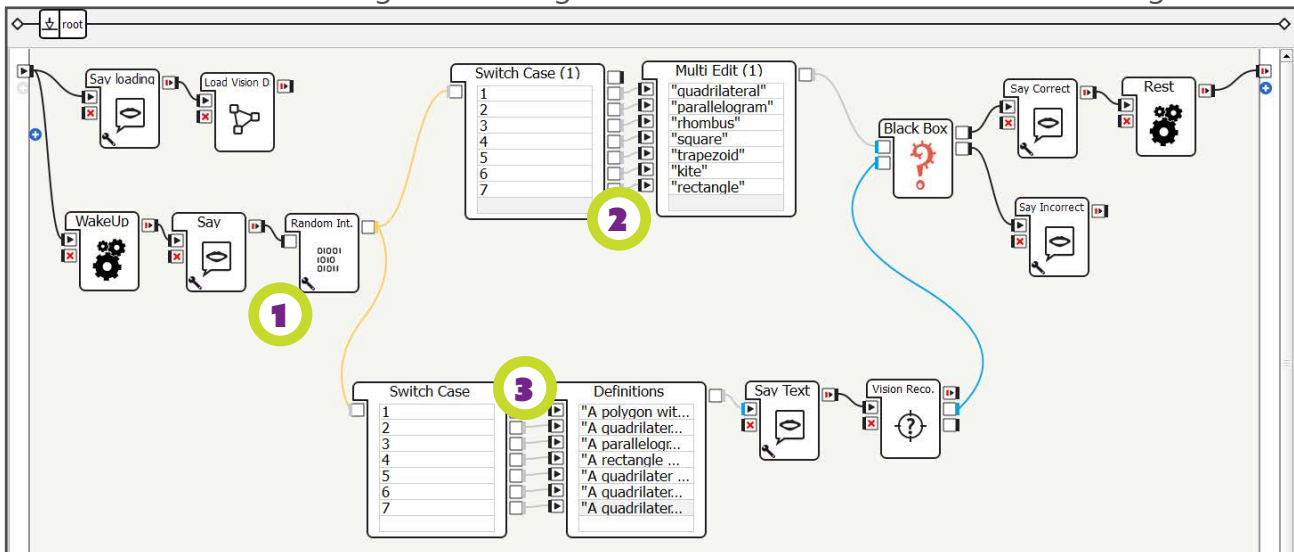 root
Say loading
Load Vision D
WakeUp
Say
Random Int.
01001
1010
01011
1
Switch Case (1)
1
2
3
4
5
6
7
2
Multi Edit (1)
"quadrilateral"
"parallelogram"
"rhombus"
"square"
"trapezoid"
"kite"
"rectangle"
Black Box
Say Correct
Rest
Say Incorrect
Switch Case
1
2
3
4
5
6
7
3
Definitions
"A polygon wit...
"A quadrilater...
"A parallelogr...
"A rectangle ...
"A quadrilater ...
"A quadrilater...
"A quadrilater...
Say Text
Vision Reco.
?